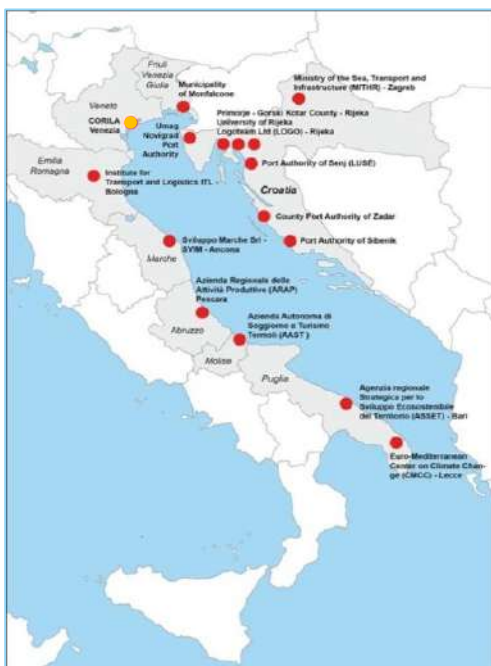 Friuli
Venezia
Giulia
Municipality
of Monfalcone
Ministry of the Sea, Transport and
Infrastructure (MITHR) - Zagreb
Veneto
CORILA
Venezia
Umag
Novigrad
Port
Authority
Primorje - Gorski Kotar County - Rijeka
University of Rijeka
Logoteam Ltd (LOGO) - Rijeka
Port Authority of Senj (LUSE)
Emilia
Romagna
Institute for
Transport and Logistics ITL
Bologna
Croatia
County Port Authority of Zadar
Port Authority of Sibenik
Sviluppo Marche Srl -
SVIM - Ancona
Marche
Azienda Regionale delle
Attività Produttive (ARAP)
Pescara
Azienda Autonoma di
Soggiorno e Turismo
Termoli (AAST)
Abruzzo
Molise
Puglia
Agenzia regionale
Strategica per lo
Sviluppo Ecosostenibile
del Territorio (ASSET) - Bari
Euro-Mediterranean
Center on Climate Chan-
ge (CMCC) - Lecce